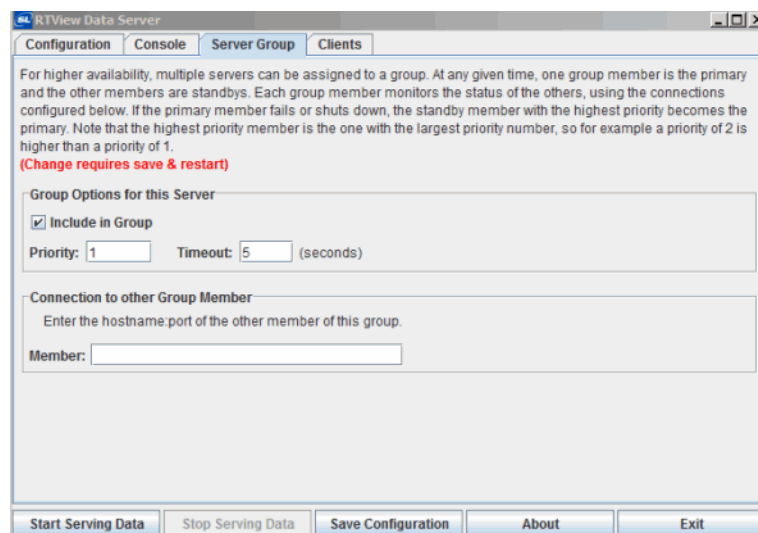 SL RTView Data Server
Configuration Console Server Group Clients
For higher availability, multiple servers can be assigned to a group. At any given time, one group member is the primary
and the other members are standbys. Each group member monitors the status of the others, using the connections
configured below. If the primary member fails or shuts down, the standby member with the highest priority becomes the
primary. Note that the highest priority member is the one with the largest priority number, so for example a priority of 2 is
higher than a priority of 1.
(Change requires save & restart)
Group Options for this Server
Include in Group
Priority: 1 Timeout: 5 (seconds)
Connection to other Group Member
Enter the hostname:port of the other member of this group.
Member:
Start Serving Data Stop Serving Data Save Configuration About Exit